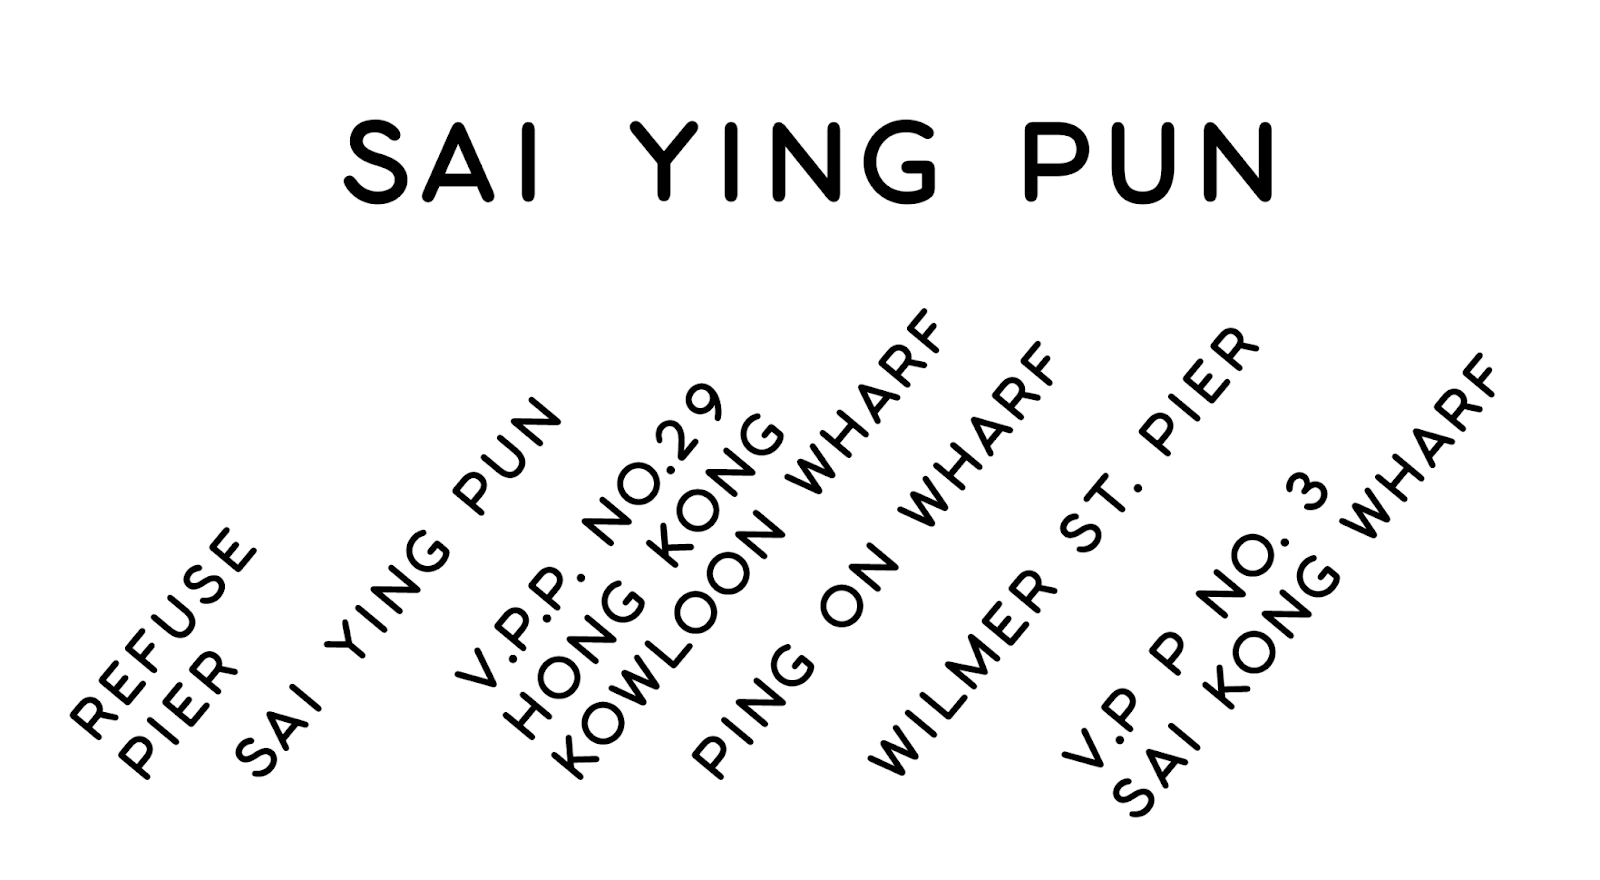 SAI YING PUN
REFUSE
PIER
SAI YING PUN
V.P.P. NO.29
HONG KONG
KOWLOON WHARF
PING ON WHARF
WILMER ST. PIER
V.P P NO. 3
SAI KONG WHARF